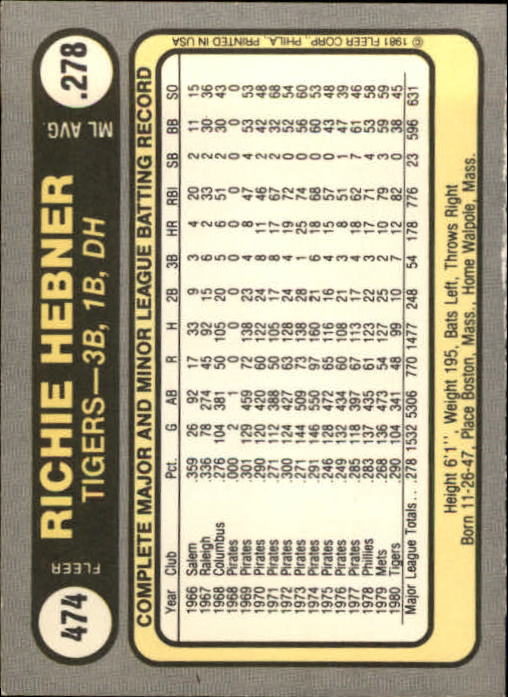 474
FLEER
RICHIE HEBNER
TIGERS—3B, 1B, DH
ML AVG.
.278
COMPLETE MAJOR AND MINOR LEAGUE BATTING RECORD
Year Club Pct. G AB R H 2B 3B HR RBI SB BB SO
1966 Salem .359 26 92 17 33 9 3 4 20 2 11 15
1967 Raleigh .336 78 274 45 92 15 6 2 33 2 30 36
1968 Columbus .276 104 381 50 105 20 2 6 51 2 30 43
1968 Pirates .000 2 1 0 0 0 0 0 0 0 0 0
1969 Pirates .301 129 459 72 138 23 4 8 47 4 53 53
1970 Pirates .290 120 420 60 122 24 8 11 46 2 42 48
1971 Pirates .271 112 388 50 105 17 8 17 67 2 32 68
1972 Pirates .300 124 427 63 128 24 4 19 72 0 52 54
1973 Pirates .271 144 509 73 138 28 1 25 74 0 56 60
1974 Pirates .291 146 550 97 160 21 6 18 68 0 60 53
1975 Pirates .246 128 472 65 116 16 4 15 57 0 43 48
1976 Pirates .249 132 434 60 108 21 3 8 51 1 47 39
1977 Pirates .285 118 397 67 113 17 4 18 62 7 61 46
1978 Phillies .283 137 435 61 123 22 3 17 71 4 53 58
1979 Mets .268 136 473 54 127 25 2 10 79 3 59 59
1980 Tigers .290 104 341 48 99 10 7 12 82 0 38 45
Major League Totals... .278 1532 5306 770 1477 248 54 178 776 23 596 631
Height 6'1", Weight 195, Bats Left, Throws Right
Born 11-26-47, Place Boston, Mass., Home Walpole, Mass.
© 1981 FLEER CORP., PHILA., PRINTED IN USA